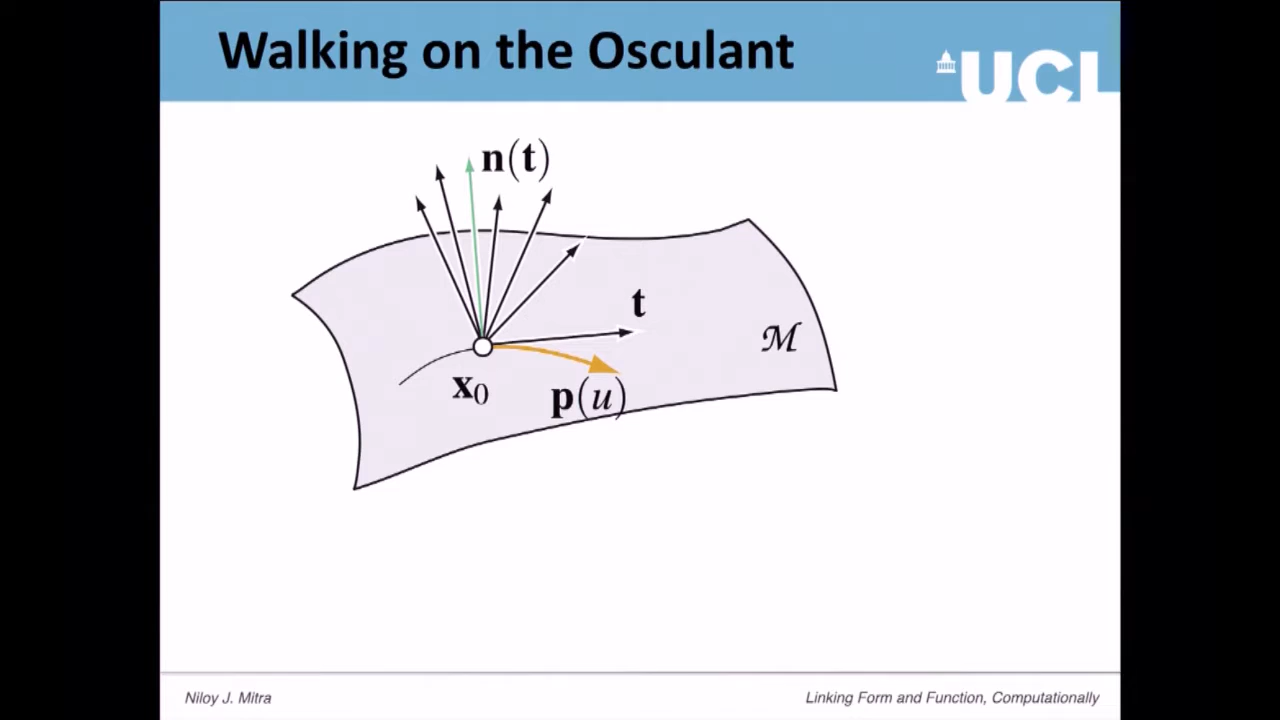 Walking on the Osculant
UCL
n(t)
t
ℳ
x₀
p(u)
Niloy J. Mitra
Linking Form and Function, Computationally